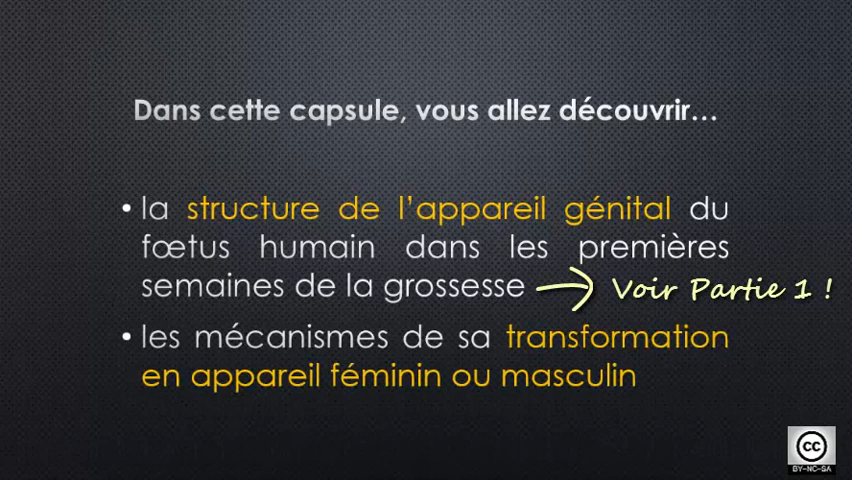 Dans cette capsule, vous allez découvrir...
• la structure de l'appareil génital du
fœtus humain dans les premières
semaines de la grossesse → Voir Partie 1 !
• les mécanismes de sa transformation
en appareil féminin ou masculin
cc
BY-NC-SA